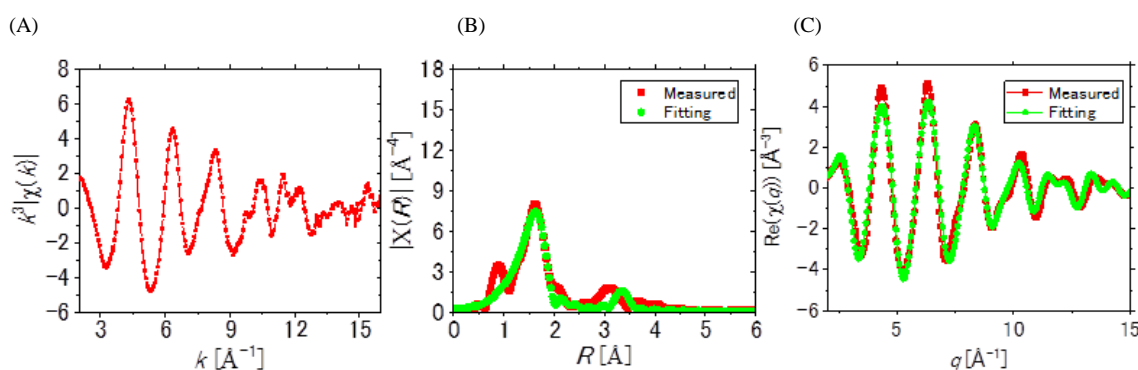 (A)
(B)
(C)
8
6
4
2
0
−2
−4
−6
3
6
9
12
15
k [Å⁻¹]
k³|χ(k)|
18
15
12
9
6
3
0
0
1
2
3
4
5
6
R [Å]
|X(R)| [Å⁻⁴]
Measured
Fitting
6
4
2
0
−2
−4
−6
5
10
15
q [Å⁻¹]
Re(χ(q)) [Å⁻³]
Measured
Fitting